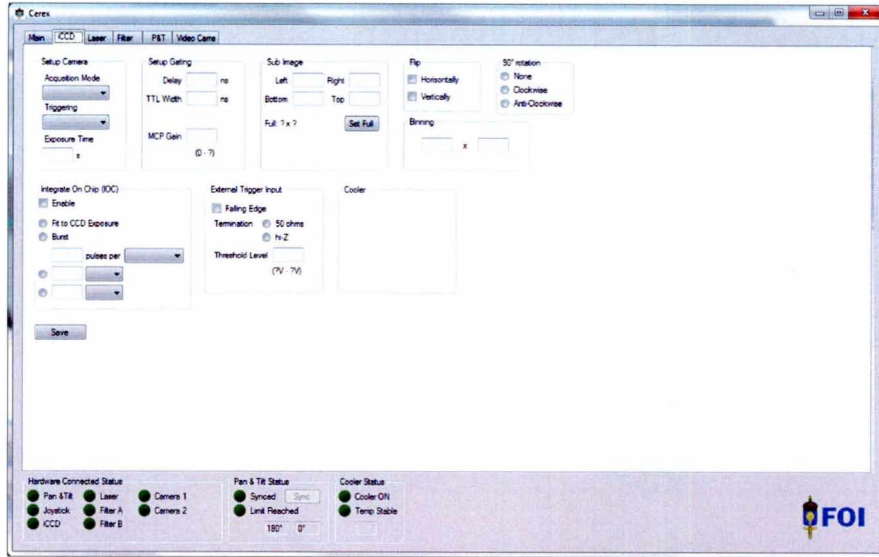 Cerex
Main iCCD Laser Filter P&T Video Came
Setup Camera
Acqusition Mode
Triggering
Exposure Time
s
Setup Gating
Delay ns
TTL Width ns
MCP Gain
(0 - ?)
Sub Image
Left Right
Bottom Top
Full: ? x ? Set Full
Flip
Horisontally
Vertically
90° rotation
None
Clockwise
Anti-Clockwise
Binning
x
Integrate On Chip (IOC)
Enable
Fit to CCD Exposure
Burst
pulses per
External Trigger Input
Falling Edge
Termination 50 ohms
hi-Z
Threshold Level
(?V - ?V)
Cooler
Save
Hardware Connected Status
Pan &Tilt Laser Camera 1
Joystick Filter A Camera 2
iCCD Filter B
Pan & Tilt Status
Synced Sync
Limit Reached
180° 0°
Cooler Status
Cooler ON
Temp Stable
FOI